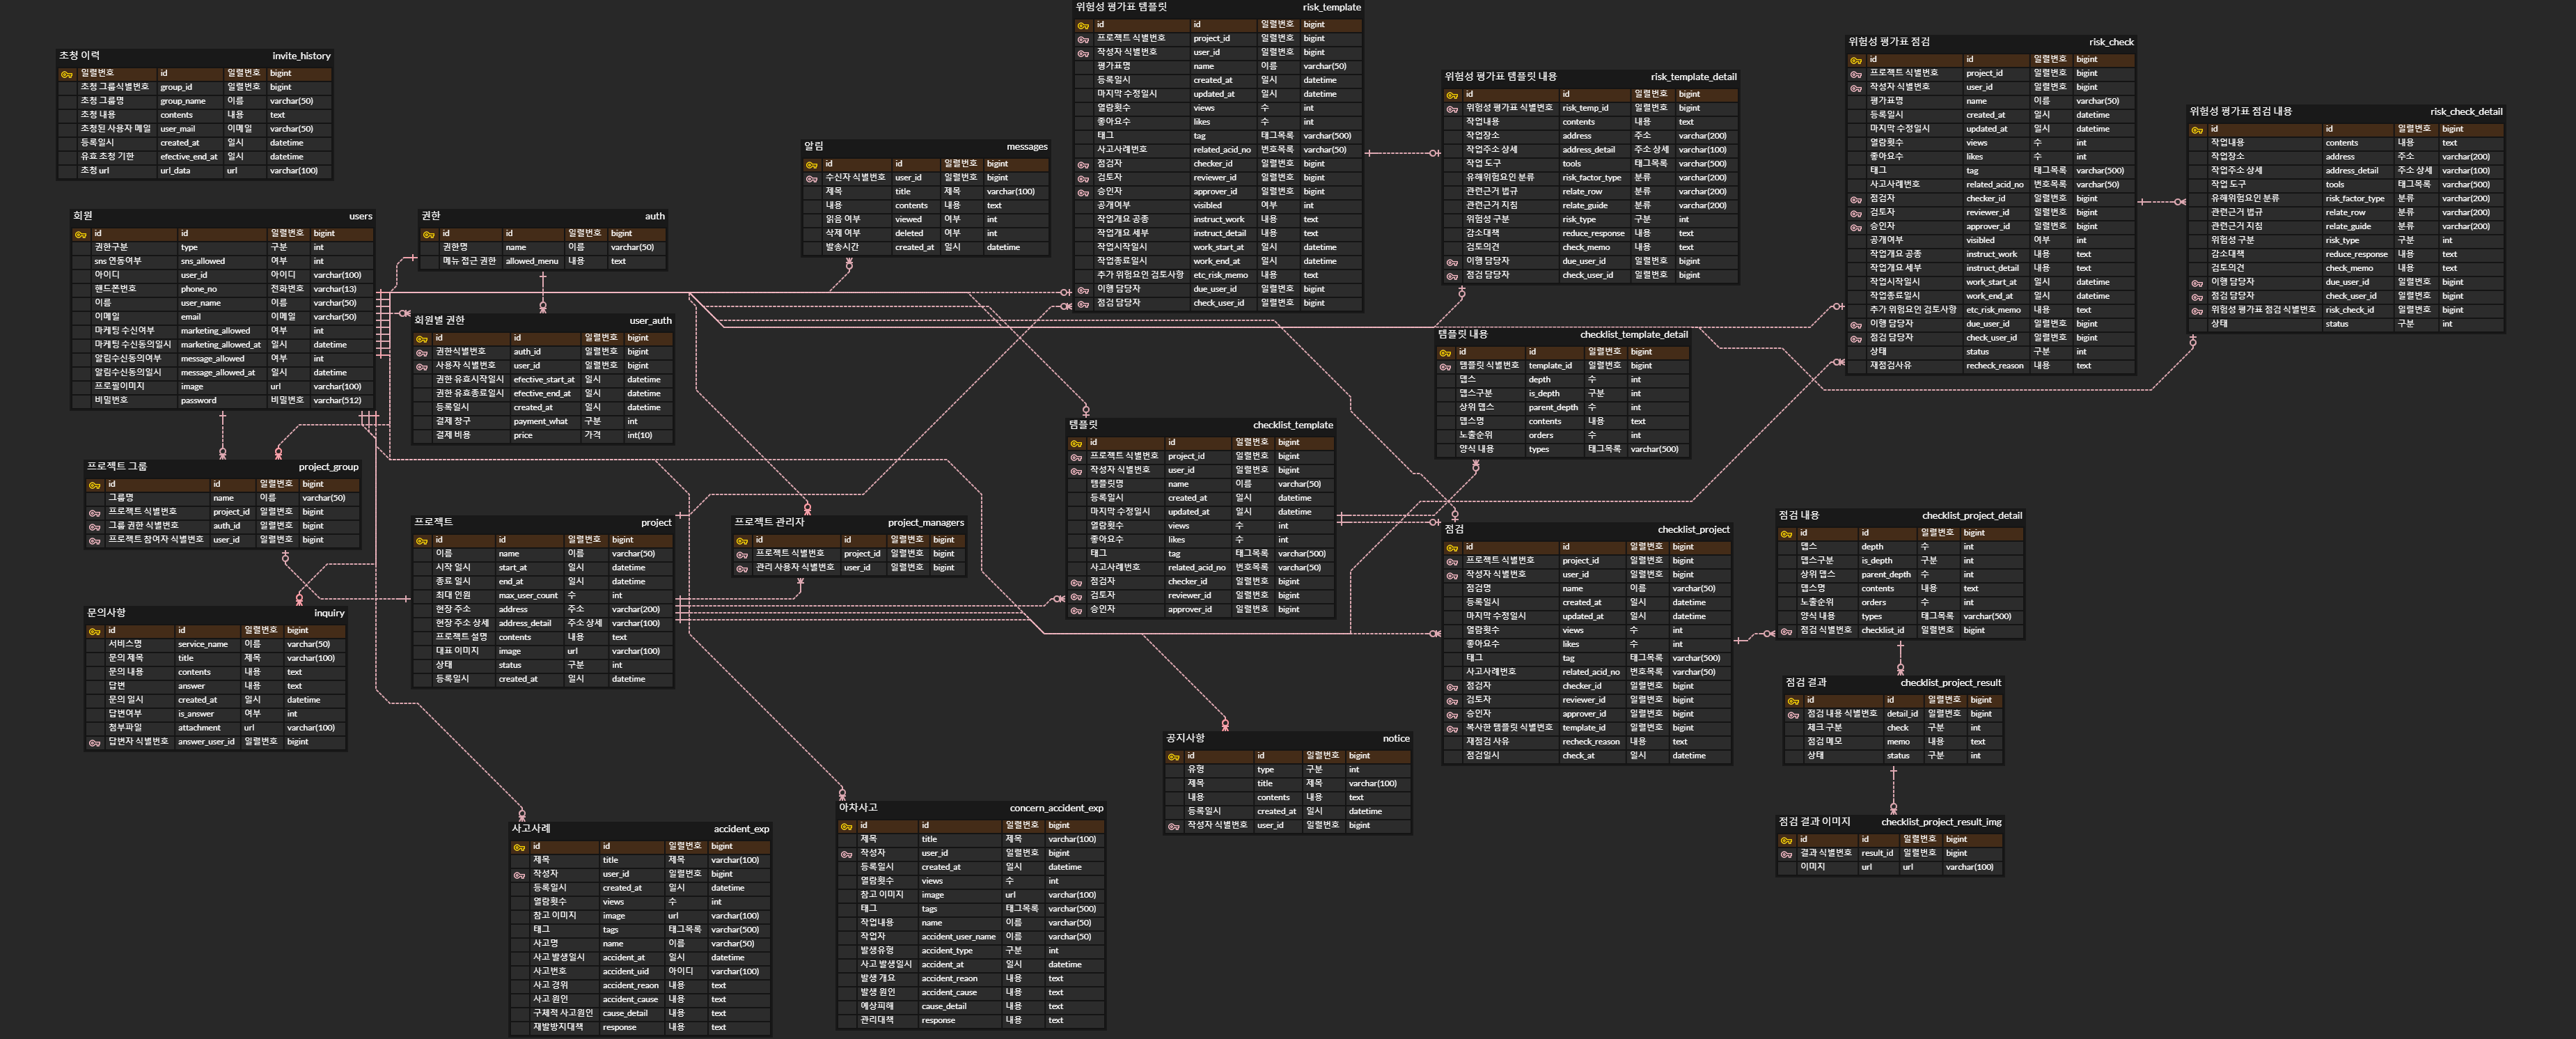 초청 이력 invite_history
일렬번호 id 일렬번호 bigint
초청 그룹식별번호 group_id 일렬번호 bigint
초청 그룹명 group_name 이름 varchar(50)
초청 내용 contents 내용 text
초청된 사용자 메일 user_mail 이메일 varchar(50)
등록일시 created_at 일시 datetime
유효 초청 기한 efective_end_at 일시 datetime
초청 url url_data url varchar(100)
회원 users
id id 일렬번호 bigint
권한구분 type 구분 int
sns 연동여부 sns_allowed 여부 int
아이디 user_id 아이디 varchar(100)
핸드폰번호 phone_no 전화번호 varchar(13)
이름 user_name 이름 varchar(50)
이메일 email 이메일 varchar(50)
마케팅 수신여부 marketing_allowed 여부 int
마케팅 수신동의일시 marketing_allowed_at 일시 datetime
알림수신동의여부 message_allowed 여부 int
알림수신동의일시 message_allowed_at 일시 datetime
프로필이미지 image url varchar(100)
비밀번호 password 비밀번호 varchar(512)
권한 auth
id id 일렬번호 bigint
권한명 name 이름 varchar(50)
메뉴 접근 권한 allowed_menu 내용 text
회원별 권한 user_auth
id id 일렬번호 bigint
권한식별번호 auth_id 일렬번호 bigint
사용자 식별번호 user_id 일렬번호 bigint
권한 유효시작일시 efective_start_at 일시 datetime
권한 유효종료일시 efective_end_at 일시 datetime
등록일시 created_at 일시 datetime
결제 창구 payment_what 구분 int
결제 비용 price 가격 int(10)
알림 messages
id id 일렬번호 bigint
수신자 식별번호 user_id 일렬번호 bigint
제목 title 제목 varchar(100)
내용 contents 내용 text
읽음 여부 viewed 여부 int
삭제 여부 deleted 여부 int
발송시간 created_at 일시 datetime
위험성 평가표 템플릿 risk_template
id id 일렬번호 bigint
프로젝트 식별번호 project_id 일렬번호 bigint
작성자 식별번호 user_id 일렬번호 bigint
평가표명 name 이름 varchar(50)
등록일시 created_at 일시 datetime
마지막 수정일시 updated_at 일시 datetime
열람횟수 views 수 int
좋아요수 likes 수 int
태그 tag 태그목록 varchar(500)
사고사례번호 related_acid_no 번호목록 varchar(50)
점검자 checker_id 일렬번호 bigint
검토자 reviewer_id 일렬번호 bigint
승인자 approver_id 일렬번호 bigint
공개여부 visibled 여부 int
작업개요 공종 instruct_work 내용 text
작업개요 세부 instruct_detail 내용 text
작업시작일시 work_start_at 일시 datetime
작업종료일시 work_end_at 일시 datetime
추가 위험요인 검토사항 etc_risk_memo 내용 text
이행 담당자 due_user_id 일렬번호 bigint
점검 담당자 check_user_id 일렬번호 bigint
위험성 평가표 템플릿 내용 risk_template_detail
id id 일렬번호 bigint
위험성 평가표 식별번호 risk_temp_id 일렬번호 bigint
작업내용 contents 내용 text
작업장소 address 주소 varchar(200)
작업주소 상세 address_detail 주소 상세 varchar(100)
작업 도구 tools 태그목록 varchar(500)
유해위험요인 분류 risk_factor_type 분류 varchar(200)
관련근거 법규 relate_row 분류 varchar(200)
관련근거 지침 relate_guide 분류 varchar(200)
위험성 구분 risk_type 구분 int
감소대책 reduce_response 내용 text
검토의견 check_memo 내용 text
이행 담당자 due_user_id 일렬번호 bigint
점검 담당자 check_user_id 일렬번호 bigint
위험성 평가표 점검 risk_check
id id 일렬번호 bigint
프로젝트 식별번호 project_id 일렬번호 bigint
작성자 식별번호 user_id 일렬번호 bigint
평가표명 name 이름 varchar(50)
등록일시 created_at 일시 datetime
마지막 수정일시 updated_at 일시 datetime
열람횟수 views 수 int
좋아요수 likes 수 int
태그 tag 태그목록 varchar(500)
사고사례번호 related_acid_no 번호목록 varchar(50)
점검자 checker_id 일렬번호 bigint
검토자 reviewer_id 일렬번호 bigint
승인자 approver_id 일렬번호 bigint
공개여부 visibled 여부 int
작업개요 공종 instruct_work 내용 text
작업개요 세부 instruct_detail 내용 text
작업시작일시 work_start_at 일시 datetime
작업종료일시 work_end_at 일시 datetime
추가 위험요인 검토사항 etc_risk_memo 내용 text
이행 담당자 due_user_id 일렬번호 bigint
점검 담당자 check_user_id 일렬번호 bigint
상태 status 구분 int
재점검사유 recheck_reason 내용 text
위험성 평가표 점검 내용 risk_check_detail
id id 일렬번호 bigint
작업내용 contents 내용 text
작업장소 address 주소 varchar(200)
작업주소 상세 address_detail 주소 상세 varchar(100)
작업 도구 tools 태그목록 varchar(500)
유해위험요인 분류 risk_factor_type 분류 varchar(200)
관련근거 법규 relate_row 분류 varchar(200)
관련근거 지침 relate_guide 분류 varchar(200)
위험성 구분 risk_type 구분 int
감소대책 reduce_response 내용 text
검토의견 check_memo 내용 text
이행 담당자 due_user_id 일렬번호 bigint
점검 담당자 check_user_id 일렬번호 bigint
위험성 평가표 점검 식별번호 risk_check_id 일렬번호 bigint
상태 status 구분 int
템플릿 내용 checklist_template_detail
id id 일렬번호 bigint
템플릿 식별번호 template_id 일렬번호 bigint
뎁스 depth 수 int
뎁스구분 is_depth 구분 int
상위 뎁스 parent_depth 수 int
뎁스명 contents 내용 text
노출순위 orders 수 int
양식 내용 types 태그목록 varchar(500)
템플릿 checklist_template
id id 일렬번호 bigint
프로젝트 식별번호 project_id 일렬번호 bigint
작성자 식별번호 user_id 일렬번호 bigint
템플릿명 name 이름 varchar(50)
등록일시 created_at 일시 datetime
마지막 수정일시 updated_at 일시 datetime
열람횟수 views 수 int
좋아요수 likes 수 int
태그 tag 태그목록 varchar(500)
사고사례번호 related_acid_no 번호목록 varchar(50)
점검자 checker_id 일렬번호 bigint
검토자 reviewer_id 일렬번호 bigint
승인자 approver_id 일렬번호 bigint
프로젝트 그룹 project_group
id id 일렬번호 bigint
그룹명 name 이름 varchar(50)
프로젝트 식별번호 project_id 일렬번호 bigint
그룹 권한 식별번호 auth_id 일렬번호 bigint
프로젝트 참여자 식별번호 user_id 일렬번호 bigint
프로젝트 project
id id 일렬번호 bigint
이름 name 이름 varchar(50)
시작 일시 start_at 일시 datetime
종료 일시 end_at 일시 datetime
최대 인원 max_user_count 수 int
현장 주소 address 주소 varchar(200)
현장 주소 상세 address_detail 주소 상세 varchar(100)
프로젝트 설명 contents 내용 text
대표 이미지 image url varchar(100)
상태 status 구분 int
등록일시 created_at 일시 datetime
프로젝트 관리자 project_managers
id id 일렬번호 bigint
프로젝트 식별번호 project_id 일렬번호 bigint
관리 사용자 식별번호 user_id 일렬번호 bigint
점검 checklist_project
id id 일렬번호 bigint
프로젝트 식별번호 project_id 일렬번호 bigint
작성자 식별번호 user_id 일렬번호 bigint
점검명 name 이름 varchar(50)
등록일시 created_at 일시 datetime
마지막 수정일시 updated_at 일시 datetime
열람횟수 views 수 int
좋아요수 likes 수 int
태그 tag 태그목록 varchar(500)
사고사례번호 related_acid_no 번호목록 varchar(50)
점검자 checker_id 일렬번호 bigint
검토자 reviewer_id 일렬번호 bigint
승인자 approver_id 일렬번호 bigint
복사한 템플릿 식별번호 template_id 일렬번호 bigint
재점검 사유 recheck_reason 내용 text
점검일시 check_at 일시 datetime
점검 내용 checklist_project_detail
id id 일렬번호 bigint
뎁스 depth 수 int
뎁스구분 is_depth 구분 int
상위 뎁스 parent_depth 수 int
뎁스명 contents 내용 text
노출순위 orders 수 int
양식 내용 types 태그목록 varchar(500)
점검 식별번호 checklist_id 일렬번호 bigint
문의사항 inquiry
id id 일렬번호 bigint
서비스명 service_name 이름 varchar(50)
문의 제목 title 제목 varchar(100)
문의 내용 contents 내용 text
답변 answer 내용 text
문의 일시 created_at 일시 datetime
답변여부 is_answer 여부 int
첨부파일 attachment url varchar(100)
답변자 식별번호 answer_user_id 일렬번호 bigint
점검 결과 checklist_project_result
id id 일렬번호 bigint
점검 내용 식별번호 detail_id 일렬번호 bigint
체크 구분 check 구분 int
점검 메모 memo 내용 text
상태 status 구분 int
공지사항 notice
id id 일렬번호 bigint
유형 type 구분 int
제목 title 제목 varchar(100)
내용 contents 내용 text
등록일시 created_at 일시 datetime
작성자 식별번호 user_id 일렬번호 bigint
점검 결과 이미지 checklist_project_result_img
id id 일렬번호 bigint
결과 식별번호 result_id 일렬번호 bigint
이미지 url url varchar(100)
사고사례 accident_exp
id id 일렬번호 bigint
제목 title 제목 varchar(100)
작성자 user_id 일렬번호 bigint
등록일시 created_at 일시 datetime
열람횟수 views 수 int
참고 이미지 image url varchar(100)
태그 tags 태그목록 varchar(500)
사고명 name 이름 varchar(50)
사고 발생일시 accident_at 일시 datetime
사고번호 accident_uid 아이디 varchar(100)
사고 경위 accident_reaon 내용 text
사고 원인 accident_cause 내용 text
구체적 사고원인 cause_detail 내용 text
재발방지대책 response 내용 text
아차사고 concern_accident_exp
id id 일렬번호 bigint
제목 title 제목 varchar(100)
작성자 user_id 일렬번호 bigint
등록일시 created_at 일시 datetime
열람횟수 views 수 int
참고 이미지 image url varchar(100)
태그 tags 태그목록 varchar(500)
작업내용 name 이름 varchar(50)
작업자 accident_user_name 이름 varchar(50)
발생유형 accident_type 구분 int
사고 발생일시 accident_at 일시 datetime
발생 개요 accident_reaon 내용 text
발생 원인 accident_cause 내용 text
예상피해 cause_detail 내용 text
관리대책 response 내용 text